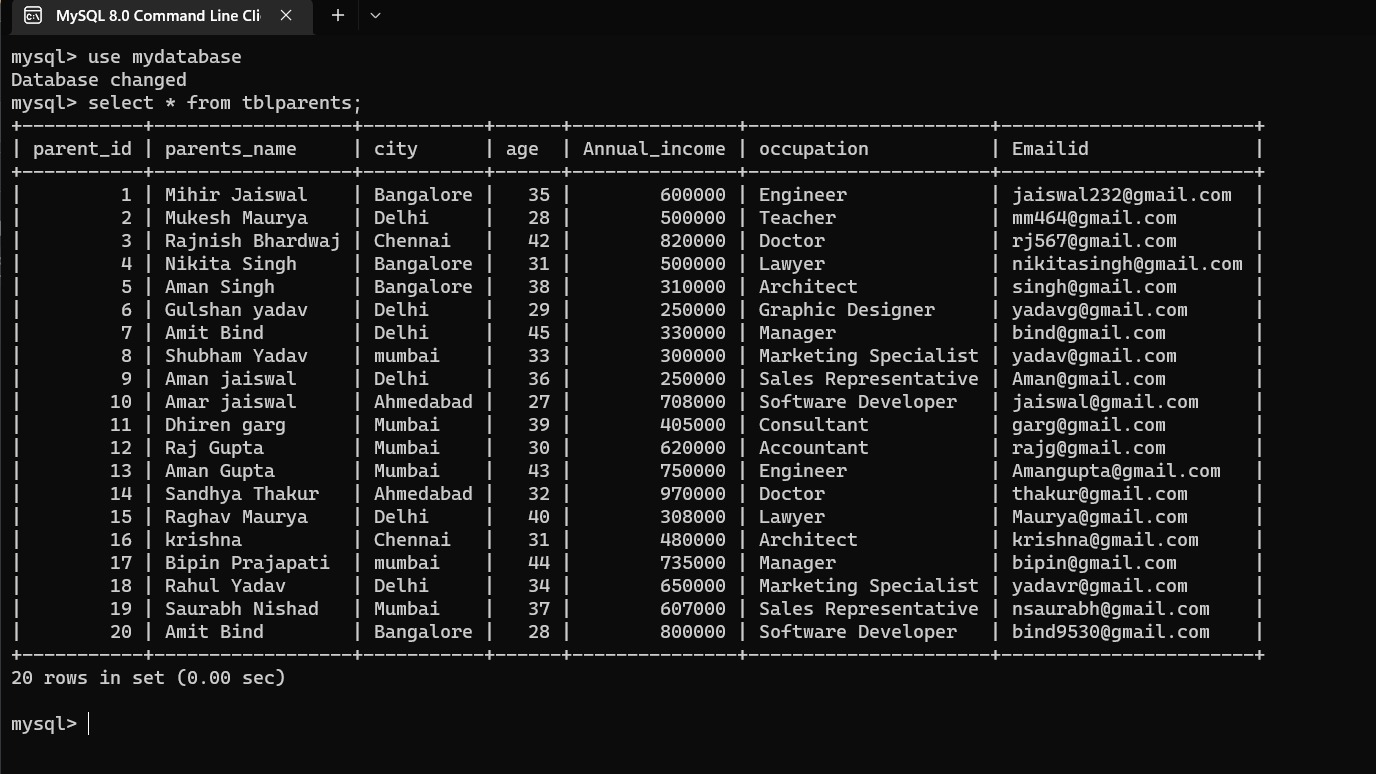 MySQL 8.0 Command Line Cli
mysql> use mydatabase
Database changed
mysql> select * from tblparents;
+-----------+------------------+-----------+------+---------------+----------------------+-----------------------+
| parent_id | parents_name     | city      | age  | Annual_income | occupation           | Emailid               |
+-----------+------------------+-----------+------+---------------+----------------------+-----------------------+
|         1 | Mihir Jaiswal    | Bangalore |   35 |        600000 | Engineer             | jaiswal232@gmail.com  |
|         2 | Mukesh Maurya    | Delhi     |   28 |        500000 | Teacher              | mm464@gmail.com       |
|         3 | Rajnish Bhardwaj | Chennai   |   42 |        820000 | Doctor               | rj567@gmail.com       |
|         4 | Nikita Singh     | Bangalore |   31 |        500000 | Lawyer               | nikitasingh@gmail.com |
|         5 | Aman Singh       | Bangalore |   38 |        310000 | Architect            | singh@gmail.com       |
|         6 | Gulshan yadav    | Delhi     |   29 |        250000 | Graphic Designer     | yadavg@gmail.com      |
|         7 | Amit Bind        | Delhi     |   45 |        330000 | Manager              | bind@gmail.com        |
|         8 | Shubham Yadav    | mumbai    |   33 |        300000 | Marketing Specialist | yadav@gmail.com       |
|         9 | Aman jaiswal     | Delhi     |   36 |        250000 | Sales Representative | Aman@gmail.com        |
|        10 | Amar jaiswal     | Ahmedabad |   27 |        708000 | Software Developer   | jaiswal@gmail.com     |
|        11 | Dhiren garg      | Mumbai    |   39 |        405000 | Consultant           | garg@gmail.com        |
|        12 | Raj Gupta        | Mumbai    |   30 |        620000 | Accountant           | rajg@gmail.com        |
|        13 | Aman Gupta       | Mumbai    |   43 |        750000 | Engineer             | Amangupta@gmail.com   |
|        14 | Sandhya Thakur   | Ahmedabad |   32 |        970000 | Doctor               | thakur@gmail.com      |
|        15 | Raghav Maurya    | Delhi     |   40 |        308000 | Lawyer               | Maurya@gmail.com      |
|        16 | krishna          | Chennai   |   31 |        480000 | Architect            | krishna@gmail.com     |
|        17 | Bipin Prajapati  | mumbai    |   44 |        735000 | Manager              | bipin@gmail.com       |
|        18 | Rahul Yadav      | Delhi     |   34 |        650000 | Marketing Specialist | yadavr@gmail.com      |
|        19 | Saurabh Nishad   | Mumbai    |   37 |        607000 | Sales Representative | nsaurabh@gmail.com    |
|        20 | Amit Bind        | Bangalore |   28 |        800000 | Software Developer   | bind9530@gmail.com    |
+-----------+------------------+-----------+------+---------------+----------------------+-----------------------+
20 rows in set (0.00 sec)
mysql>